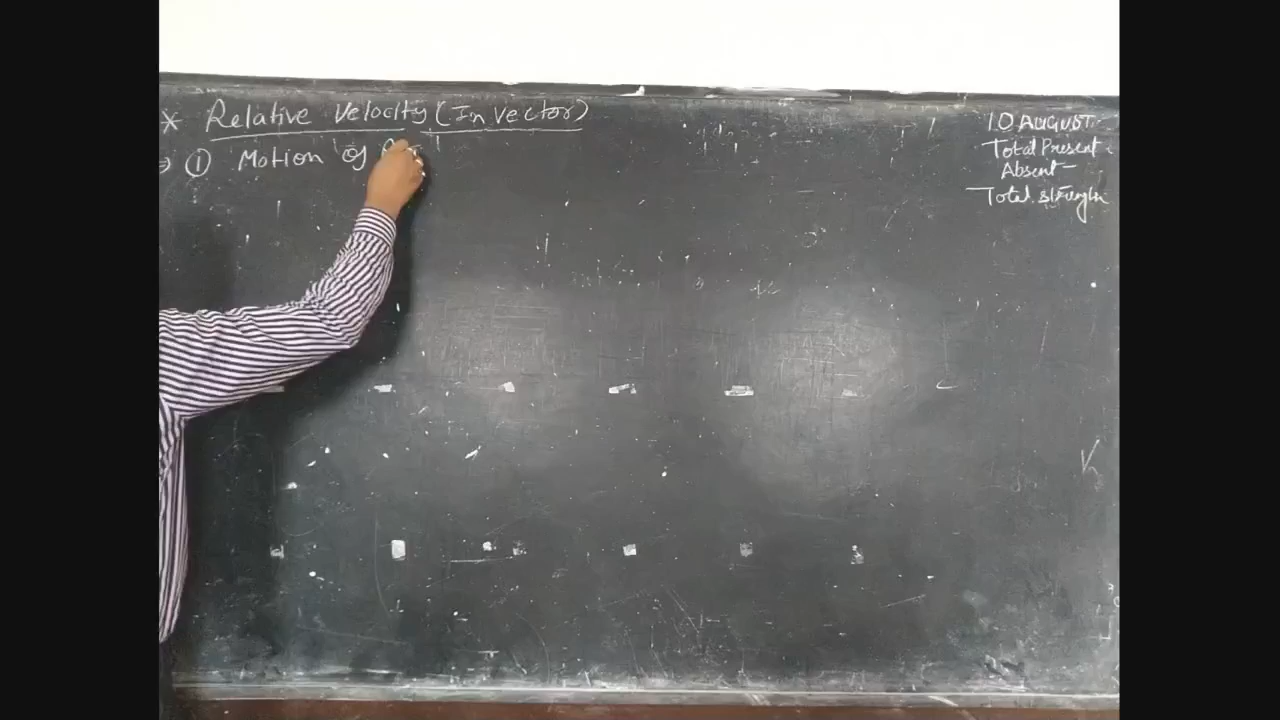 * Relative Velocity (In vector)
⇒ ① Motion of
10 AUGUST
Total Present -
Absent -
Total strength